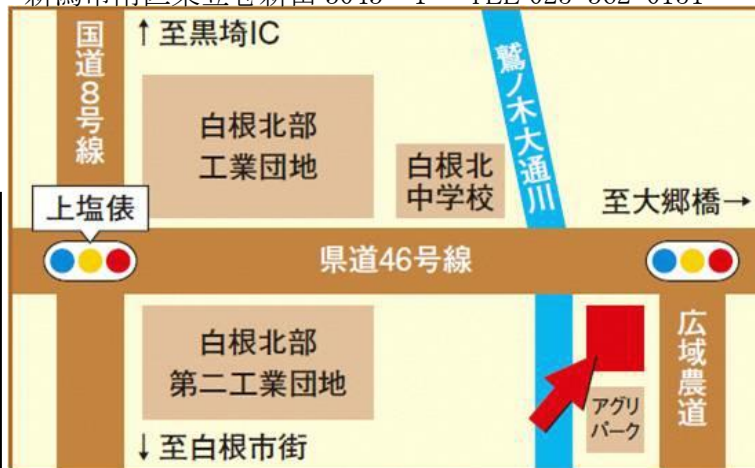 国道8号線
↑至黒埼IC
白根北部
工業団地
白根北
中学校
鷲ノ木大通川
至大郷橋→
上塩俵
県道46号線
白根北部
第二工業団地
アグリ
パーク
広域農道
↓至白根市街